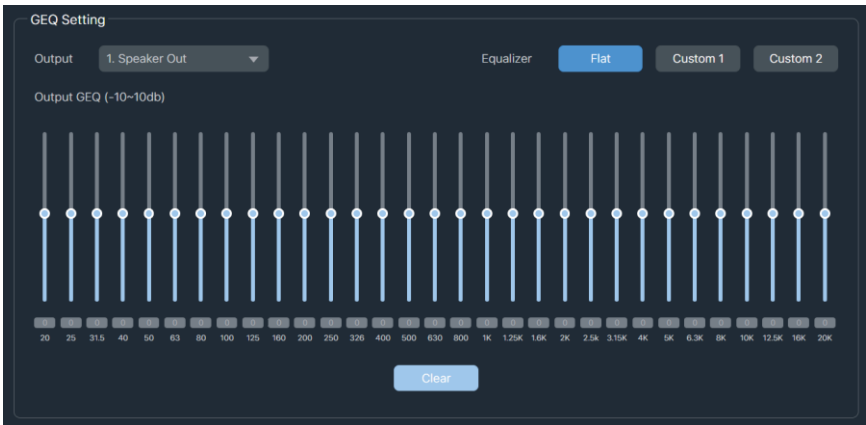 GEQ Setting
Output 1. Speaker Out Equalizer Flat Custom 1 Custom 2
Output GEQ (-10~10db)
0 0 0 0 0 0 0 0 0 0 0 0 0 0 0 0 0 0 0 0 0 0 0 0 0 0 0 0 0 0 0
20 25 31.5 40 50 63 80 100 125 160 200 250 326 400 500 630 800 1K 1.25K 1.6K 2K 2.5k 3.15K 4K 5K 6.3K 8K 10K 12.5K 16K 20K
Clear